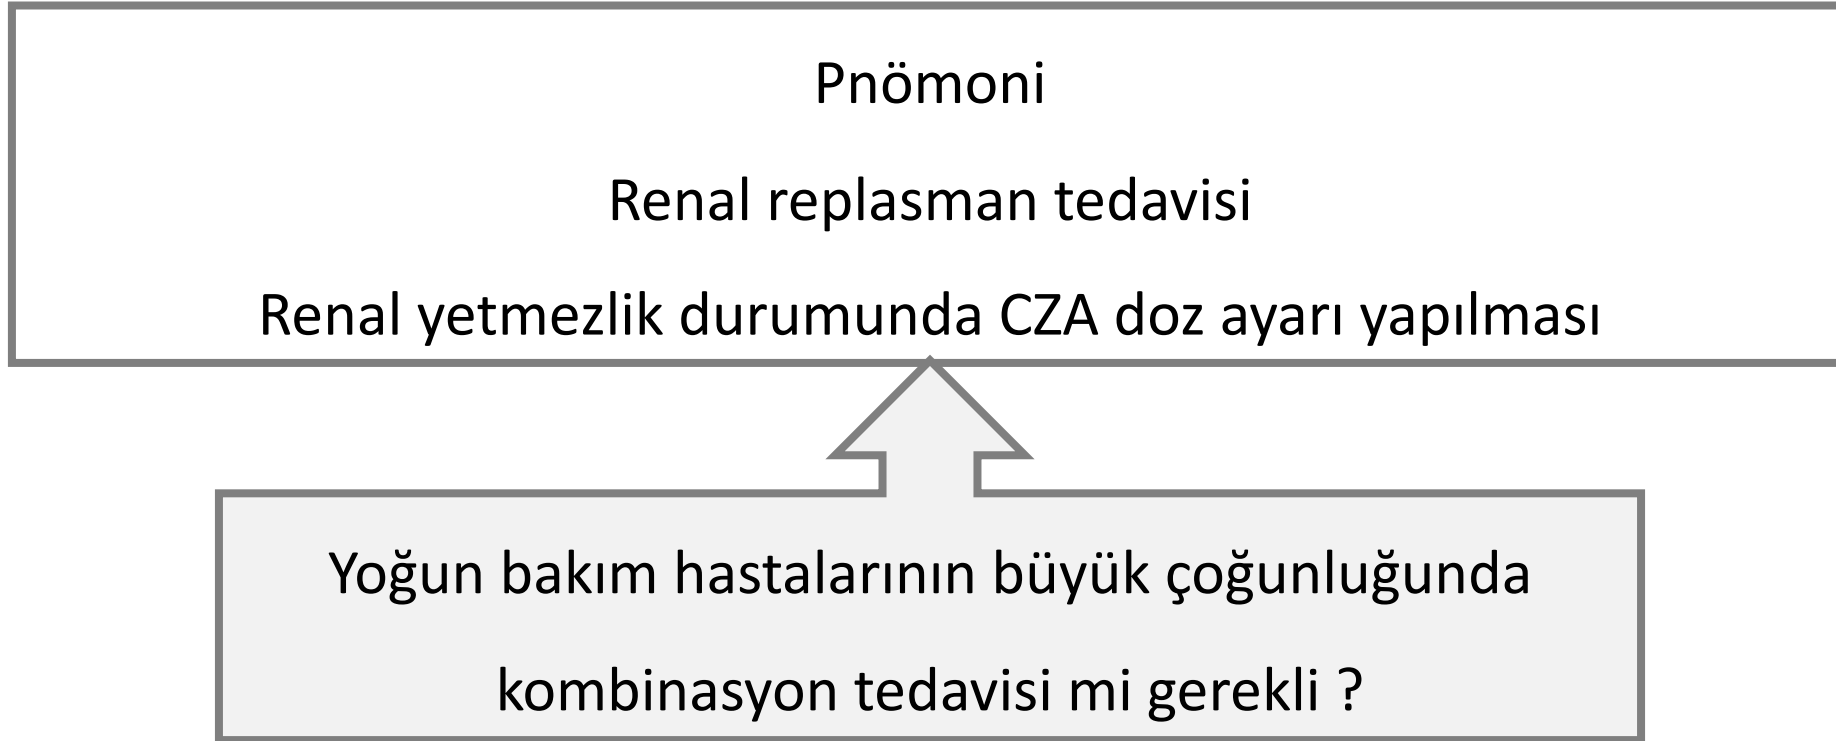 Pnömoni
Renal replasman tedavisi
Renal yetmezlik durumunda CZA doz ayarı yapılması
Yoğun bakım hastalarının büyük çoğunluğunda
kombinasyon tedavisi mi gerekli ?